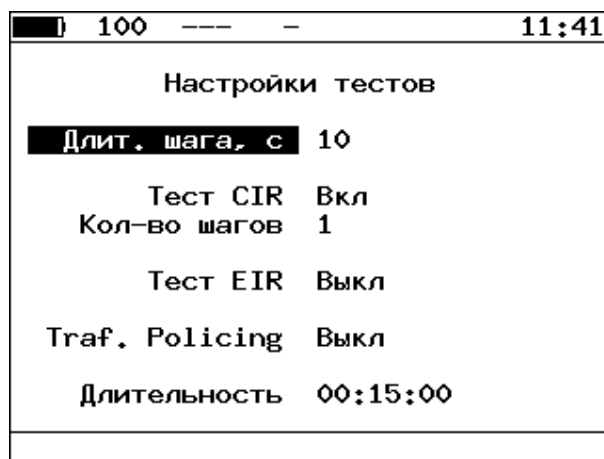 100 --- - 11:41
Настройки тестов
Длит. шага, с 10
Тест CIR Вкл
Кол-во шагов 1
Тест EIR Выкл
Traf. Policing Выкл
Длительность 00:15:00